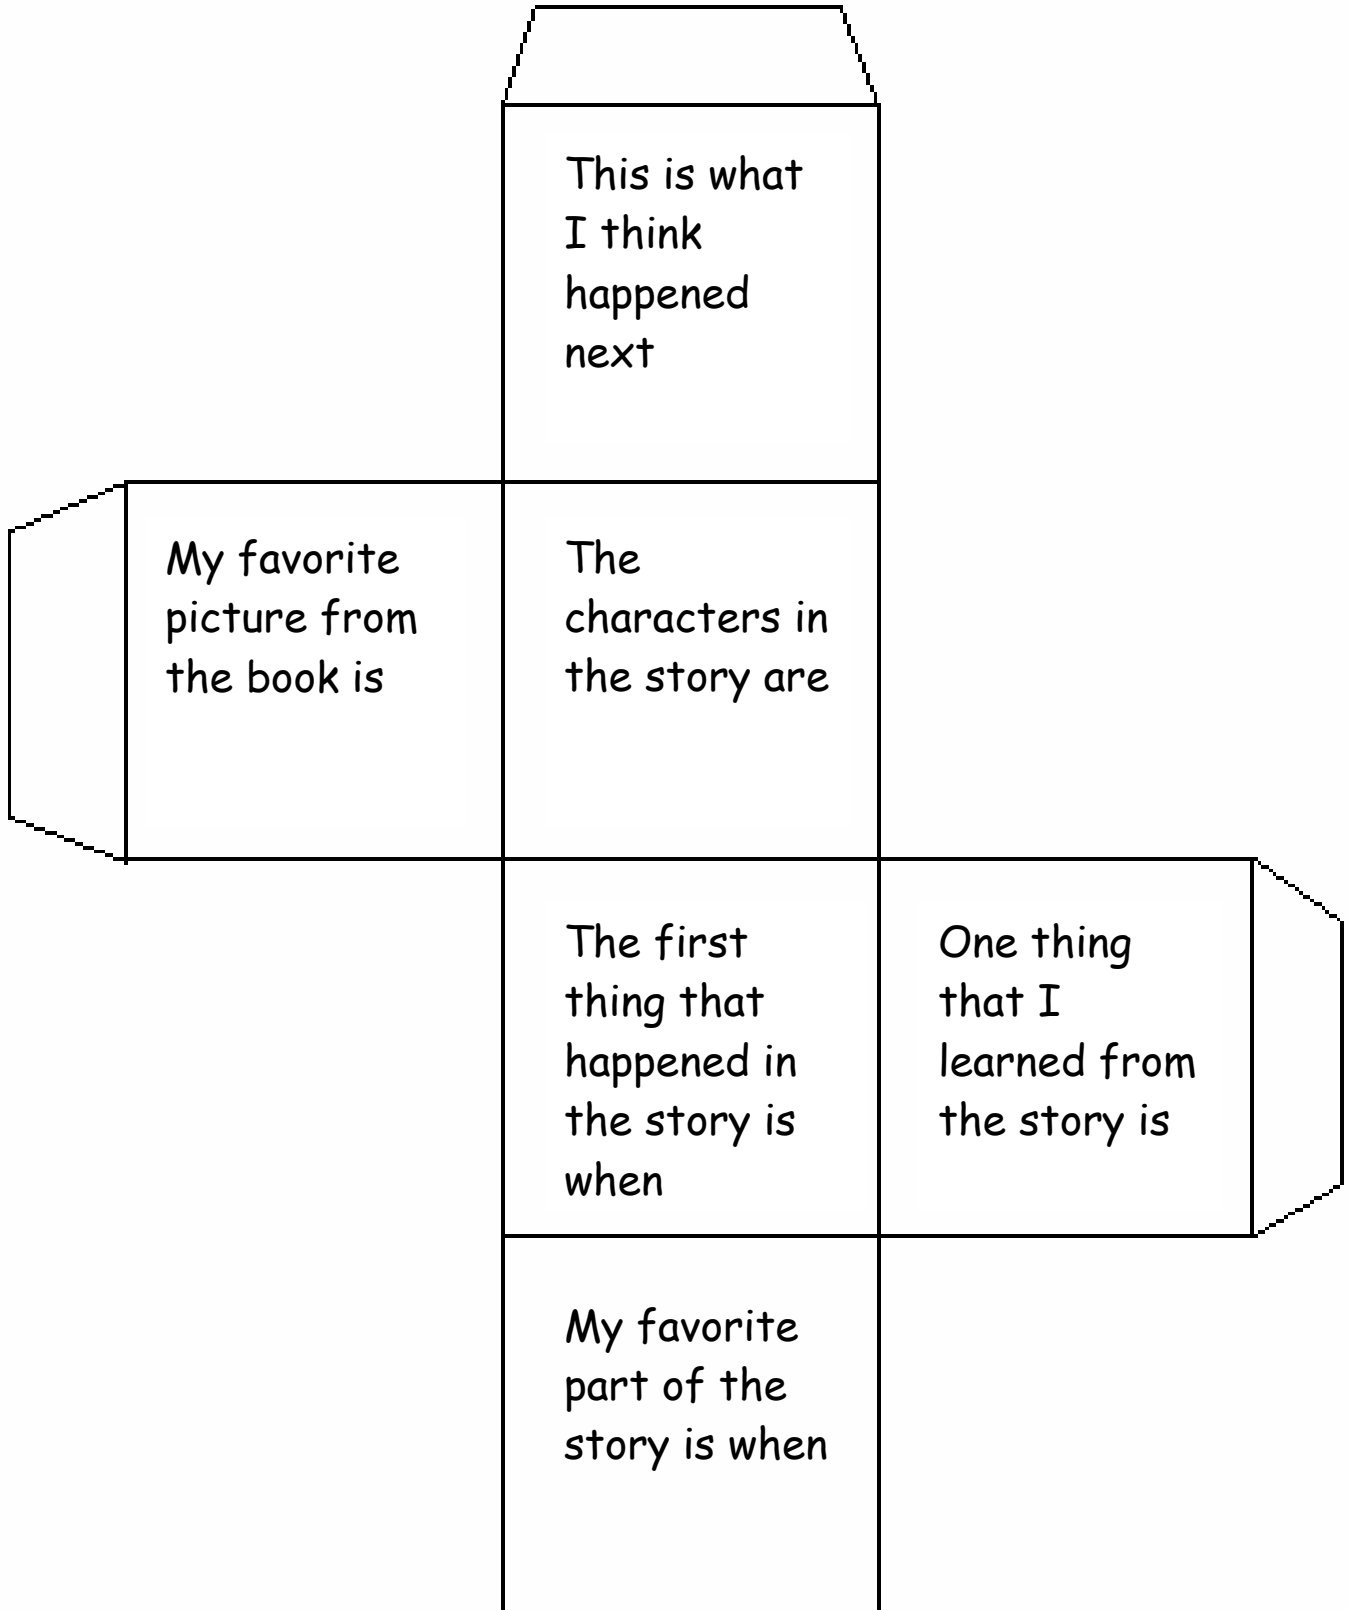 This is what
I think
happened
next
My favorite
picture from
the book is
The
characters in
the story are
The first
thing that
happened in
the story is
when
One thing
that I
learned from
the story is
My favorite
part of the
story is when